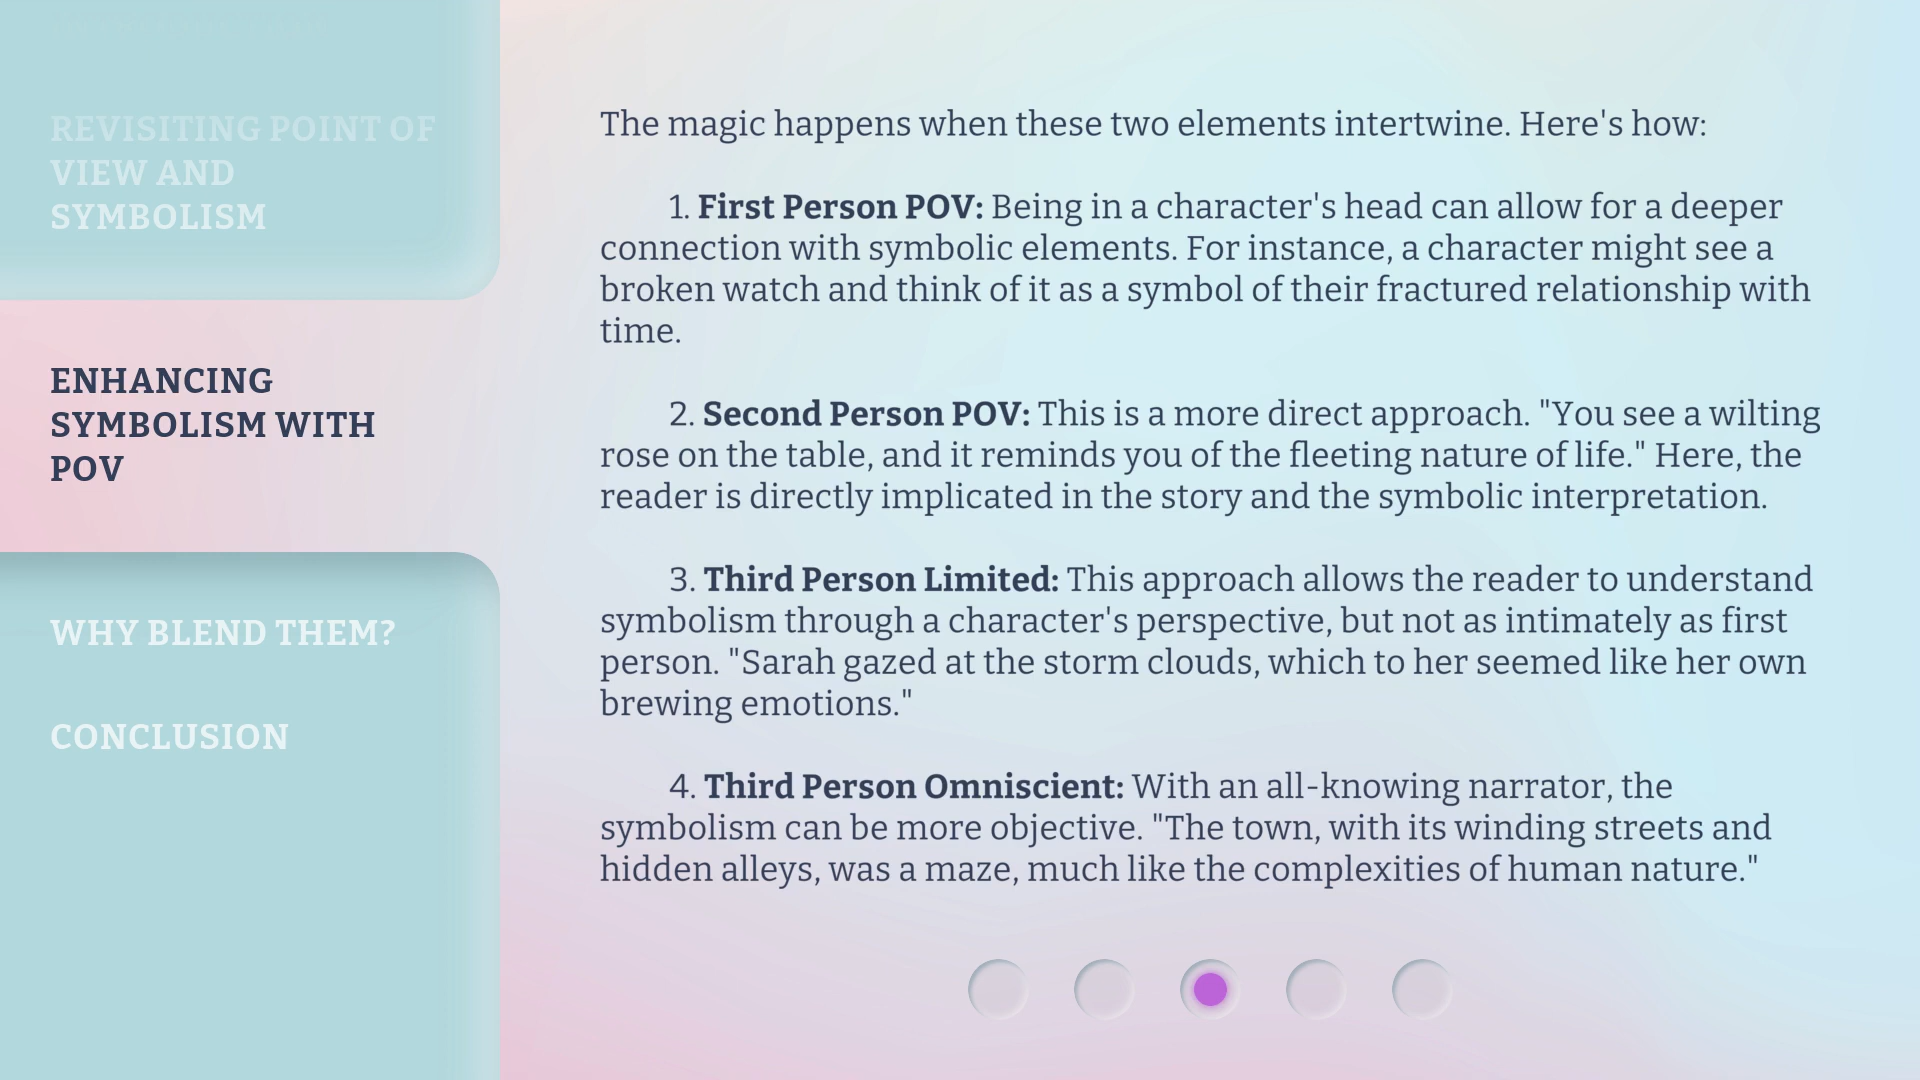 REVISITING POINT OF
VIEW AND
SYMBOLISM
ENHANCING
SYMBOLISM WITH
POV
WHY BLEND THEM?
CONCLUSION
The magic happens when these two elements intertwine. Here's how:
1. First Person POV: Being in a character's head can allow for a deeper
connection with symbolic elements. For instance, a character might see a
broken watch and think of it as a symbol of their fractured relationship with
time.
2. Second Person POV: This is a more direct approach. "You see a wilting
rose on the table, and it reminds you of the fleeting nature of life." Here, the
reader is directly implicated in the story and the symbolic interpretation.
3. Third Person Limited: This approach allows the reader to understand
symbolism through a character's perspective, but not as intimately as first
person. "Sarah gazed at the storm clouds, which to her seemed like her own
brewing emotions."
4. Third Person Omniscient: With an all-knowing narrator, the
symbolism can be more objective. "The town, with its winding streets and
hidden alleys, was a maze, much like the complexities of human nature."